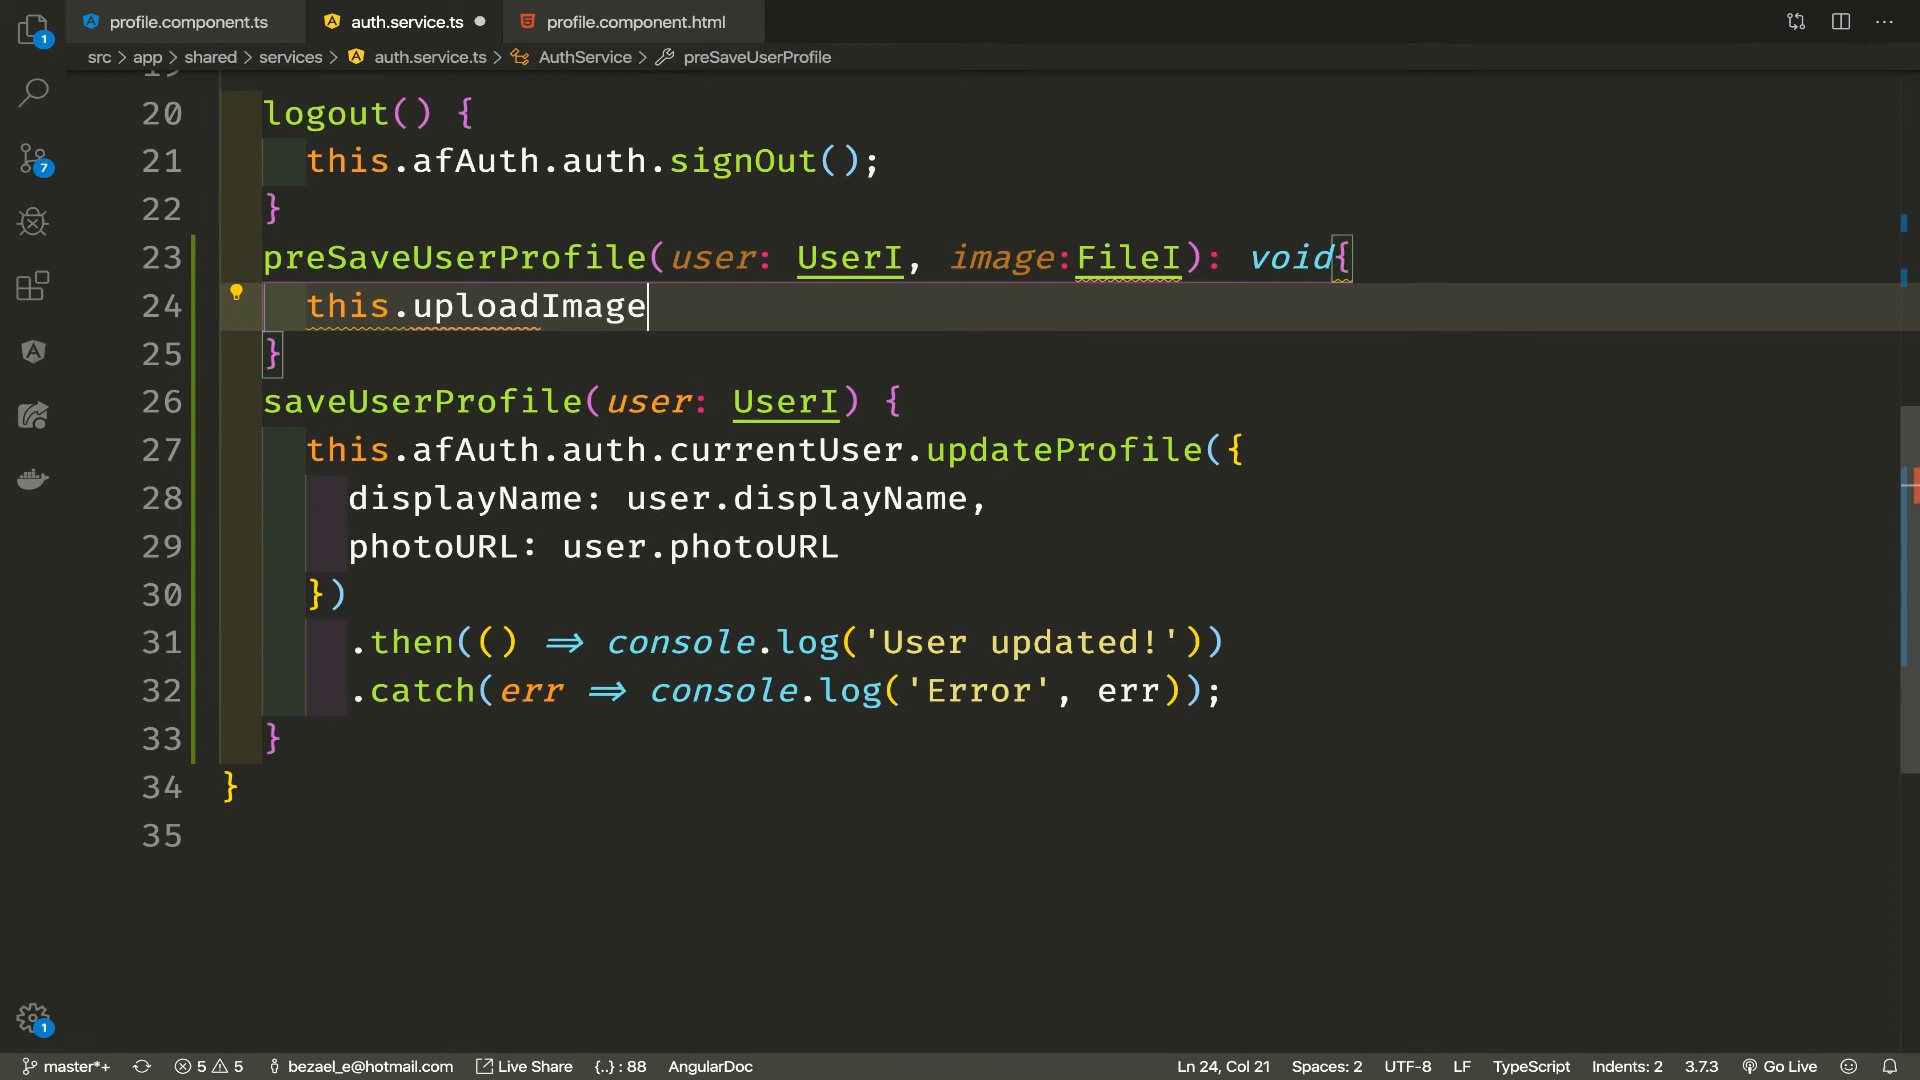 profile.component.ts auth.service.ts profile.component.html
src > app > shared > services > auth.service.ts > AuthService > preSaveUserProfile
20 logout() {
21 this.afAuth.auth.signOut();
22 }
23 preSaveUserProfile(user: UserI, image:FileI): void{
24 this.uploadImage
25 }
26 saveUserProfile(user: UserI) {
27 this.afAuth.auth.currentUser.updateProfile({
28 displayName: user.displayName,
29 photoURL: user.photoURL
30 })
31 .then(() => console.log('User updated!'))
32 .catch(err => console.log('Error', err));
33 }
34 }
35
1
7
1
master*+ 5 5 bezael_e@hotmail.com Live Share {..} : 88 AngularDoc Ln 24, Col 21 Spaces: 2 UTF-8 LF TypeScript Indents: 2 3.7.3 Go Live